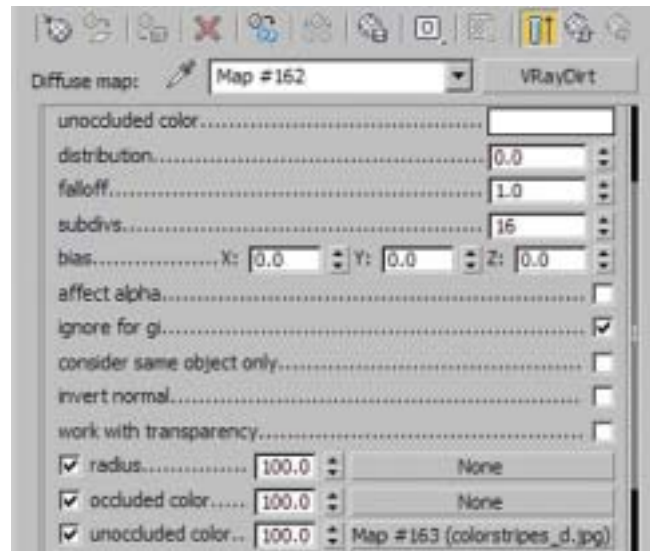 Diffuse map: Map #162 VRayDirt
unoccluded color
distribution 0.0
falloff 1.0
subdivs 16
bias X: 0.0 Y: 0.0 Z: 0.0
affect alpha
ignore for gi
consider same object only
invert normal
work with transparency
radius 100.0 None
occluded color 100.0 None
unoccluded color 100.0 Map #163 (colorstripes_d.jpg)